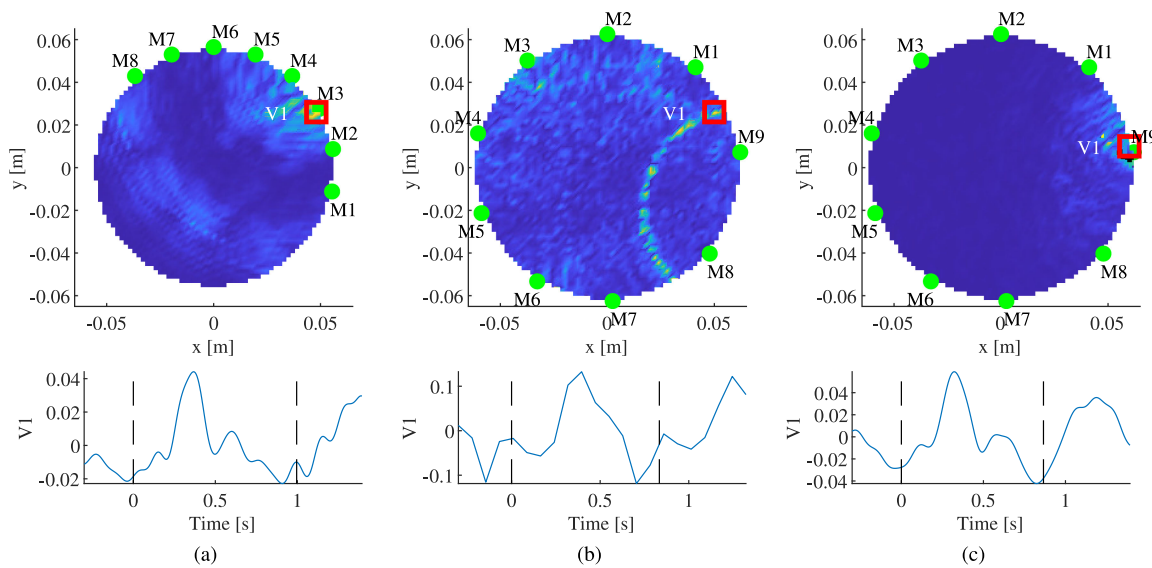 M6
M7
M5
M8
M4
M3
V1
M2
M1
0.06
0.04
0.02
0
-0.02
-0.04
-0.06
y [m]
-0.05
0
0.05
x [m]
M2
M3
M1
V1
M4
M9
M5
M8
M6
M7
0.06
0.04
0.02
0
-0.02
-0.04
-0.06
y [m]
-0.05
0
0.05
x [m]
M2
M3
M1
M4
M9
V1
M5
M8
M6
M7
0.06
0.04
0.02
0
-0.02
-0.04
-0.06
y [m]
-0.05
0
0.05
x [m]
0.04
0.02
0
-0.02
V1
0
0.5
1
Time [s]
0.1
0
-0.1
V1
0
0.5
1
Time [s]
0.04
0.02
0
-0.02
-0.04
V1
0
0.5
1
Time [s]
(a)
(b)
(c)